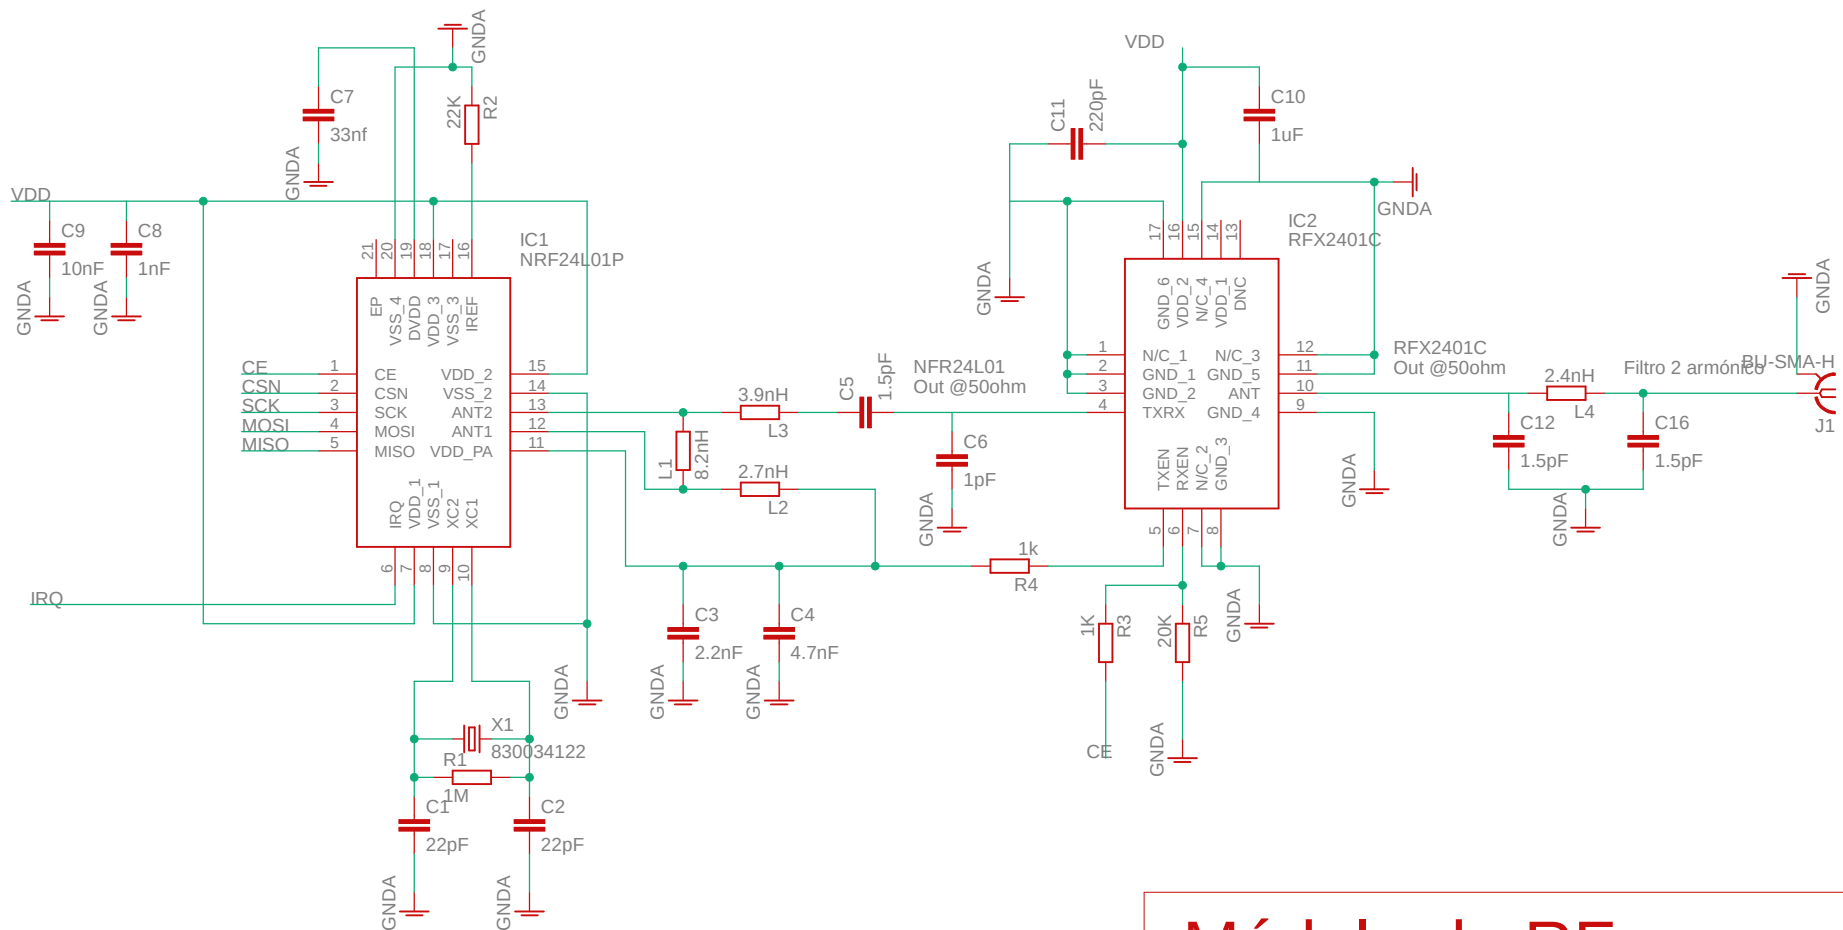 GNDA
C7
33nf
GNDA
22K
R2
VDD
C9
10nF
GNDA
C8
1nF
GNDA
IC1
NRF24L01P
21
20
19
18
17
16
EP
VSS_4
DVDD
VDD_3
VSS_3
IREF
CE
CSN
SCK
MOSI
MISO
1
2
3
4
5
CE
CSN
SCK
MOSI
MISO
VDD_2
VSS_2
ANT2
ANT1
VDD_PA
15
14
13
12
11
IRQ
VDD_1
VSS_1
XC2
XC1
6
7
8
9
10
IRQ
GNDA
X1
830034122
R1
1M
C1
22pF
C2
22pF
GNDA
GNDA
3.9nH
L3
L1
8.2nH
2.7nH
L2
C5
1.5pF
NFR24L01
Out @50ohm
C6
1pF
GNDA
C3
2.2nF
GNDA
C4
4.7nF
GNDA
1k
R4
VDD
C11
220pF
C10
1uF
GNDA
GNDA
IC2
RFX2401C
17
16
15
14
13
GND_6
VDD_2
N/C_4
VDD_1
DNC
1
2
3
4
N/C_1
GND_1
GND_2
TXRX
N/C_3
GND_5
ANT
GND_4
12
11
10
9
TXEN
RXEN
N/C_2
GND_3
5
6
7
8
1K
R3
20K
R5
GNDA
CE
GNDA
GNDA
RFX2401C
Out @50ohm
2.4nH
L4
Filtro 2 armónico
C12
1.5pF
C16
1.5pF
GNDA
GNDA
BU-SMA-H
J1